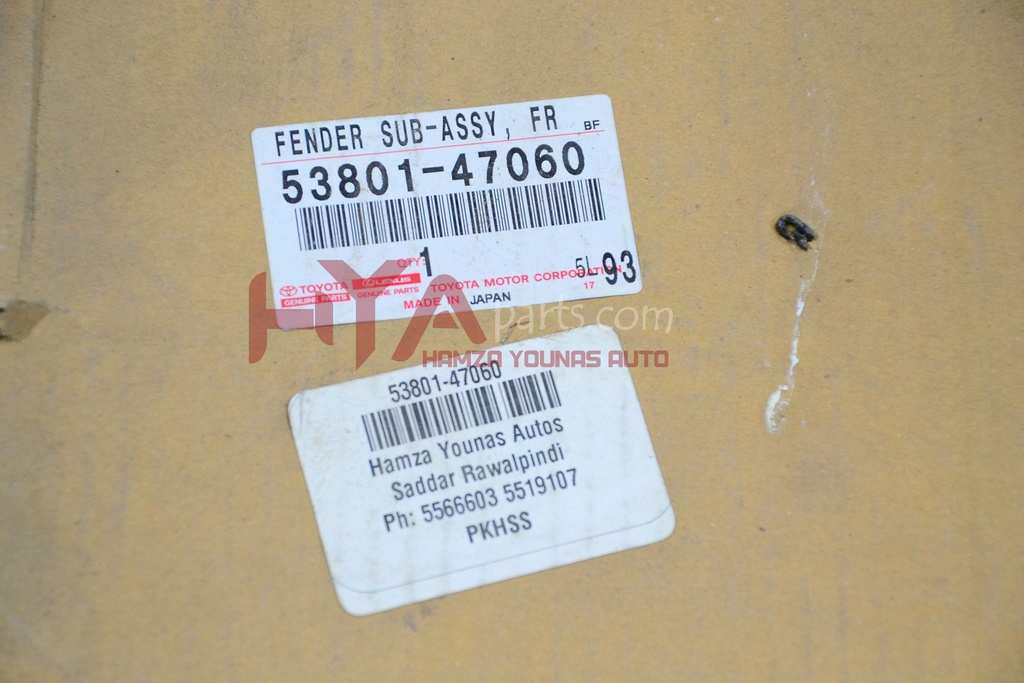 FENDER SUB-ASSY, FR BF
53801-47060
QTY: 1
5L 93
TOYOTA GENUINE PARTS
LEXUS GENUINE PARTS
TOYOTA MOTOR CORPORATION 17
MADE IN JAPAN
HYA parts.com
HAMZA YOUNAS AUTO
53801-47060
Hamza Younas Autos
Saddar Rawalpindi
Ph: 5566603 5519107
PKHSS